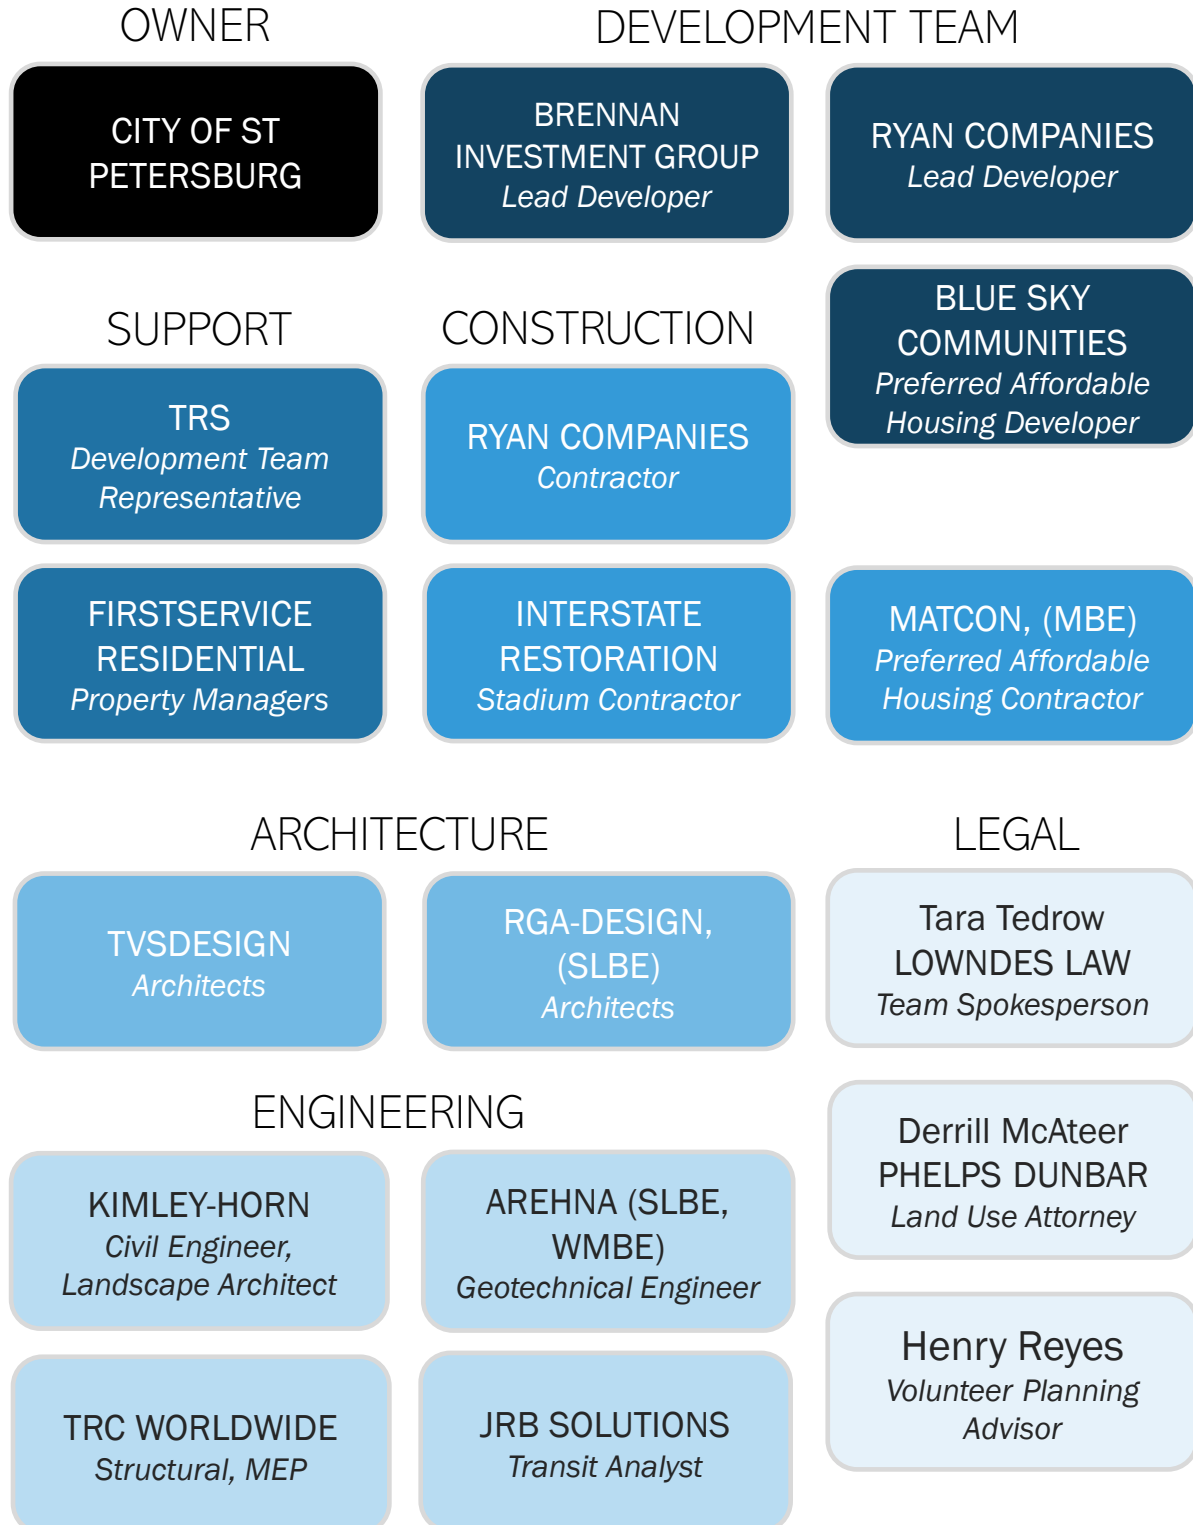 OWNER
CITY OF ST
PETERSBURG
DEVELOPMENT TEAM
BRENNAN
INVESTMENT GROUP
Lead Developer
RYAN COMPANIES
Lead Developer
BLUE SKY
COMMUNITIES
Preferred Affordable
Housing Developer
SUPPORT
TRS
Development Team
Representative
FIRSTSERVICE
RESIDENTIAL
Property Managers
CONSTRUCTION
RYAN COMPANIES
Contractor
INTERSTATE
RESTORATION
Stadium Contractor
MATCON, (MBE)
Preferred Affordable
Housing Contractor
ARCHITECTURE
TVSDESIGN
Architects
RGA-DESIGN,
(SLBE)
Architects
LEGAL
Tara Tedrow
LOWNDES LAW
Team Spokesperson
Derrill McAteer
PHELPS DUNBAR
Land Use Attorney
Henry Reyes
Volunteer Planning
Advisor
ENGINEERING
KIMLEY-HORN
Civil Engineer,
Landscape Architect
AREHNA (SLBE,
WMBE)
Geotechnical Engineer
TRC WORLDWIDE
Structural, MEP
JRB SOLUTIONS
Transit Analyst